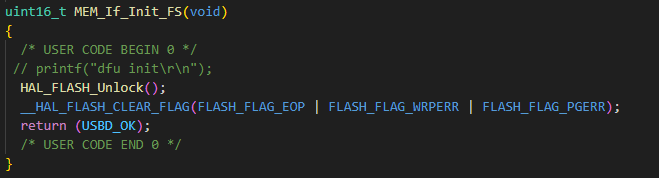 uint16_t MEM_If_Init_FS(void)
{
  /* USER CODE BEGIN 0 */
 // printf("dfu init\r\n");
  HAL_FLASH_Unlock();
  __HAL_FLASH_CLEAR_FLAG(FLASH_FLAG_EOP | FLASH_FLAG_WRPERR | FLASH_FLAG_PGERR);
  return (USBD_OK);
  /* USER CODE END 0 */
}